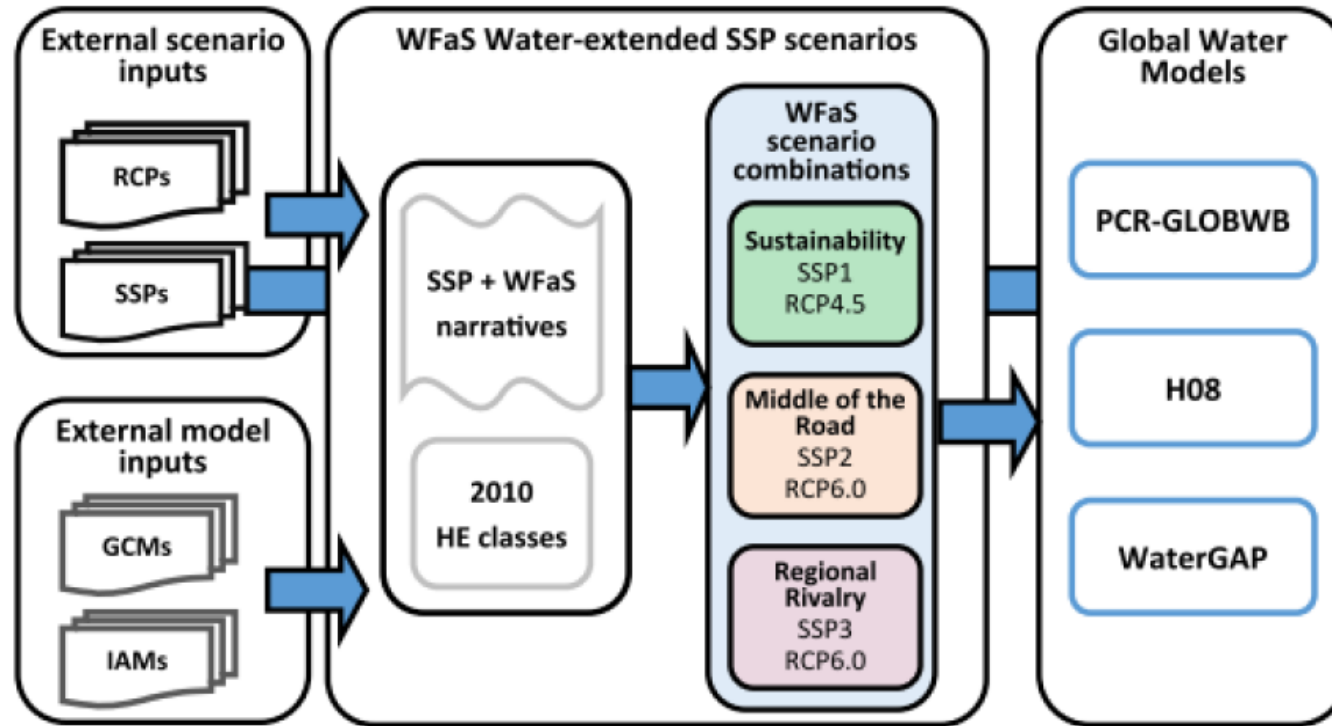 External scenario
inputs
RCPs
SSPs
External model
inputs
GCMs
IAMs
WFaS Water-extended SSP scenarios
SSP + WFaS
narratives
2010
HE classes
WFaS
scenario
combinations
Sustainability
SSP1
RCP4.5
Middle of the
Road
SSP2
RCP6.0
Regional
Rivalry
SSP3
RCP6.0
Global Water
Models
PCR-GLOBWB
H08
WaterGAP